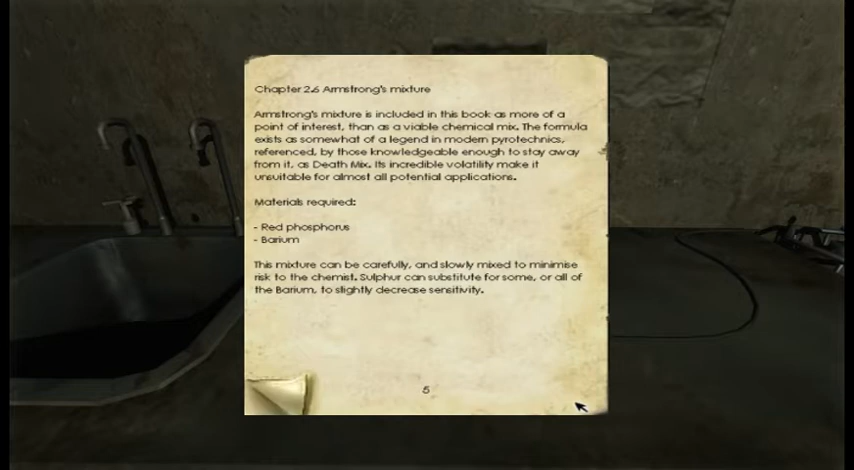 Chapter 2.6 Armstrong's mixture
Armstrong's mixture is included in this book as more of a
point of interest, than as a viable chemical mix. The formula
exists as somewhat of a legend in modern pyrotechnics,
referenced, by those knowledgeable enough to stay away
from it, as Death Mix. Its incredible volatility make it
unsuitable for almost all potential applications.
Materials required:
- Red phosphorus
- Barium
This mixture can be carefully, and slowly mixed to minimise
risk to the chemist. Sulphur can substitute for some, or all of
the Barium, to slightly decrease sensitivity.
5